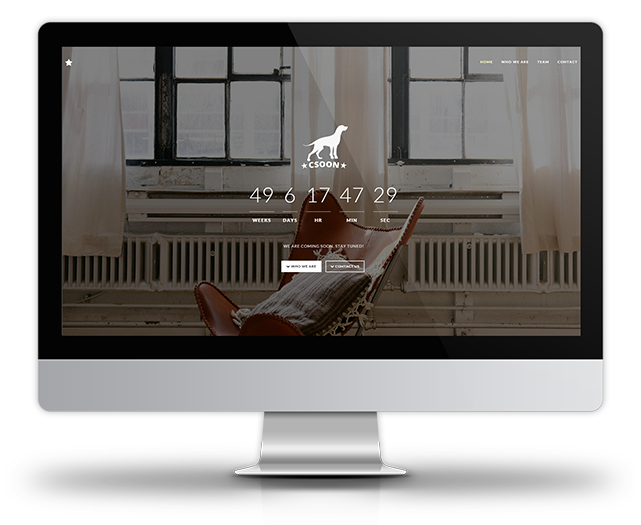 HOME WHO WE ARE TEAM CONTACT
CSOON
49 6 17 47 29
WEEKS DAYS HR MIN SEC
WE ARE COMING SOON. STAY TUNED!
WHO WE ARE CONTACT US